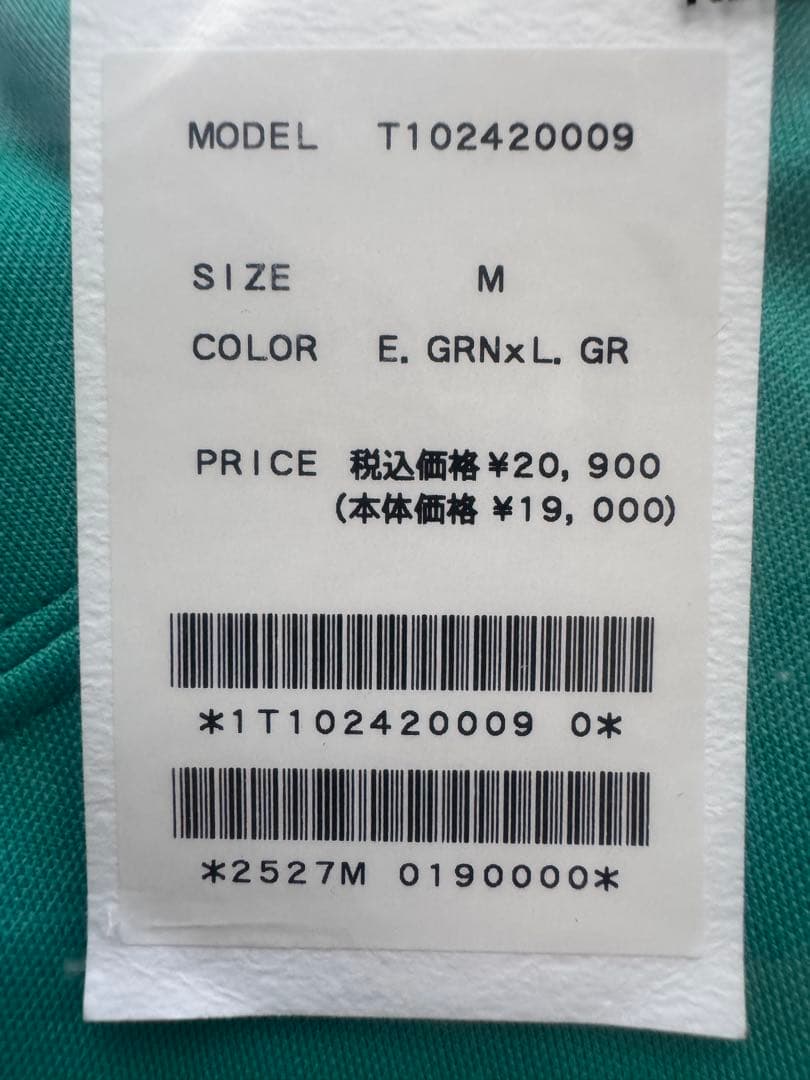 MODEL T102420009
SIZE M
COLOR E. GRNxL. GR
PRICE 税込価格 ¥20, 900
(本体価格 ¥19, 000)
*1T102420009 0*
*2527M 0190000*